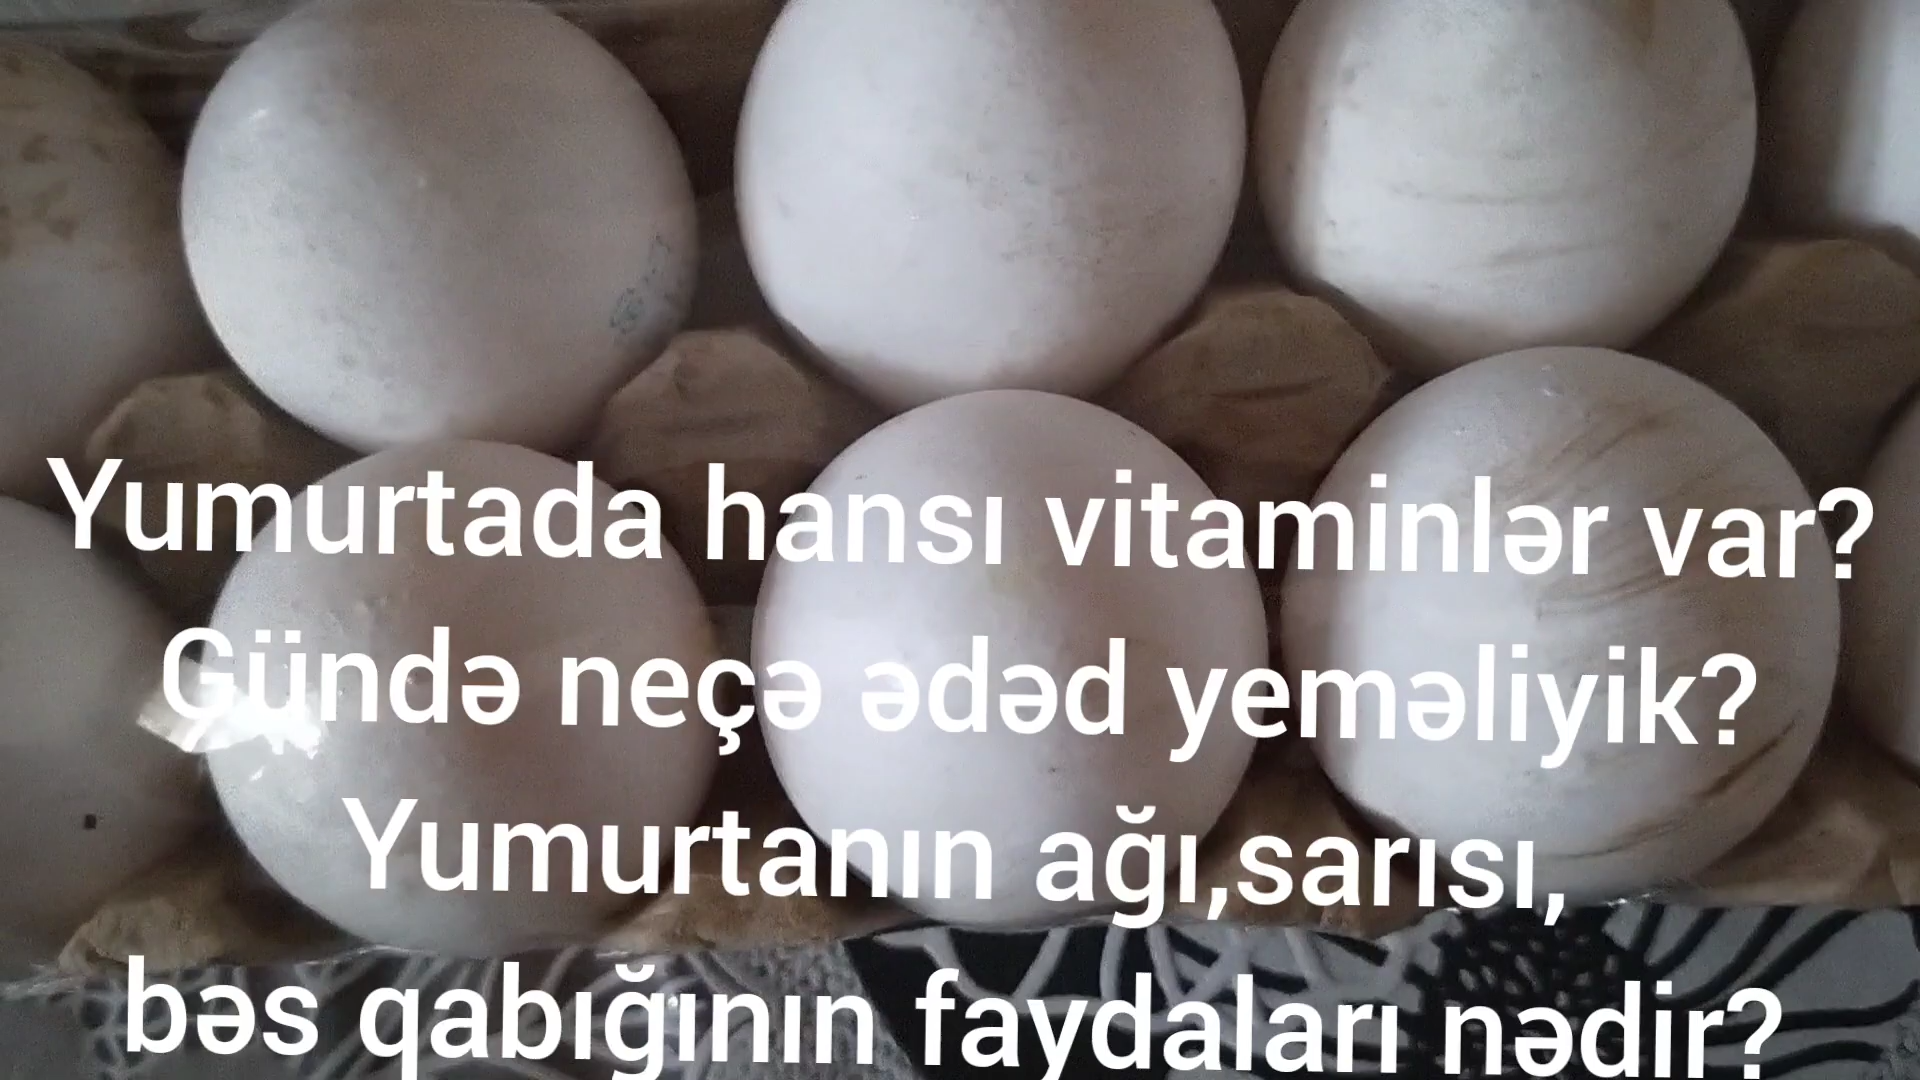 Yumurtada hansı vitaminlər var?
Gündə neçə ədəd yeməliyik?
Yumurtanın ağı,sarısı,
bəs qabığının faydaları nədir?